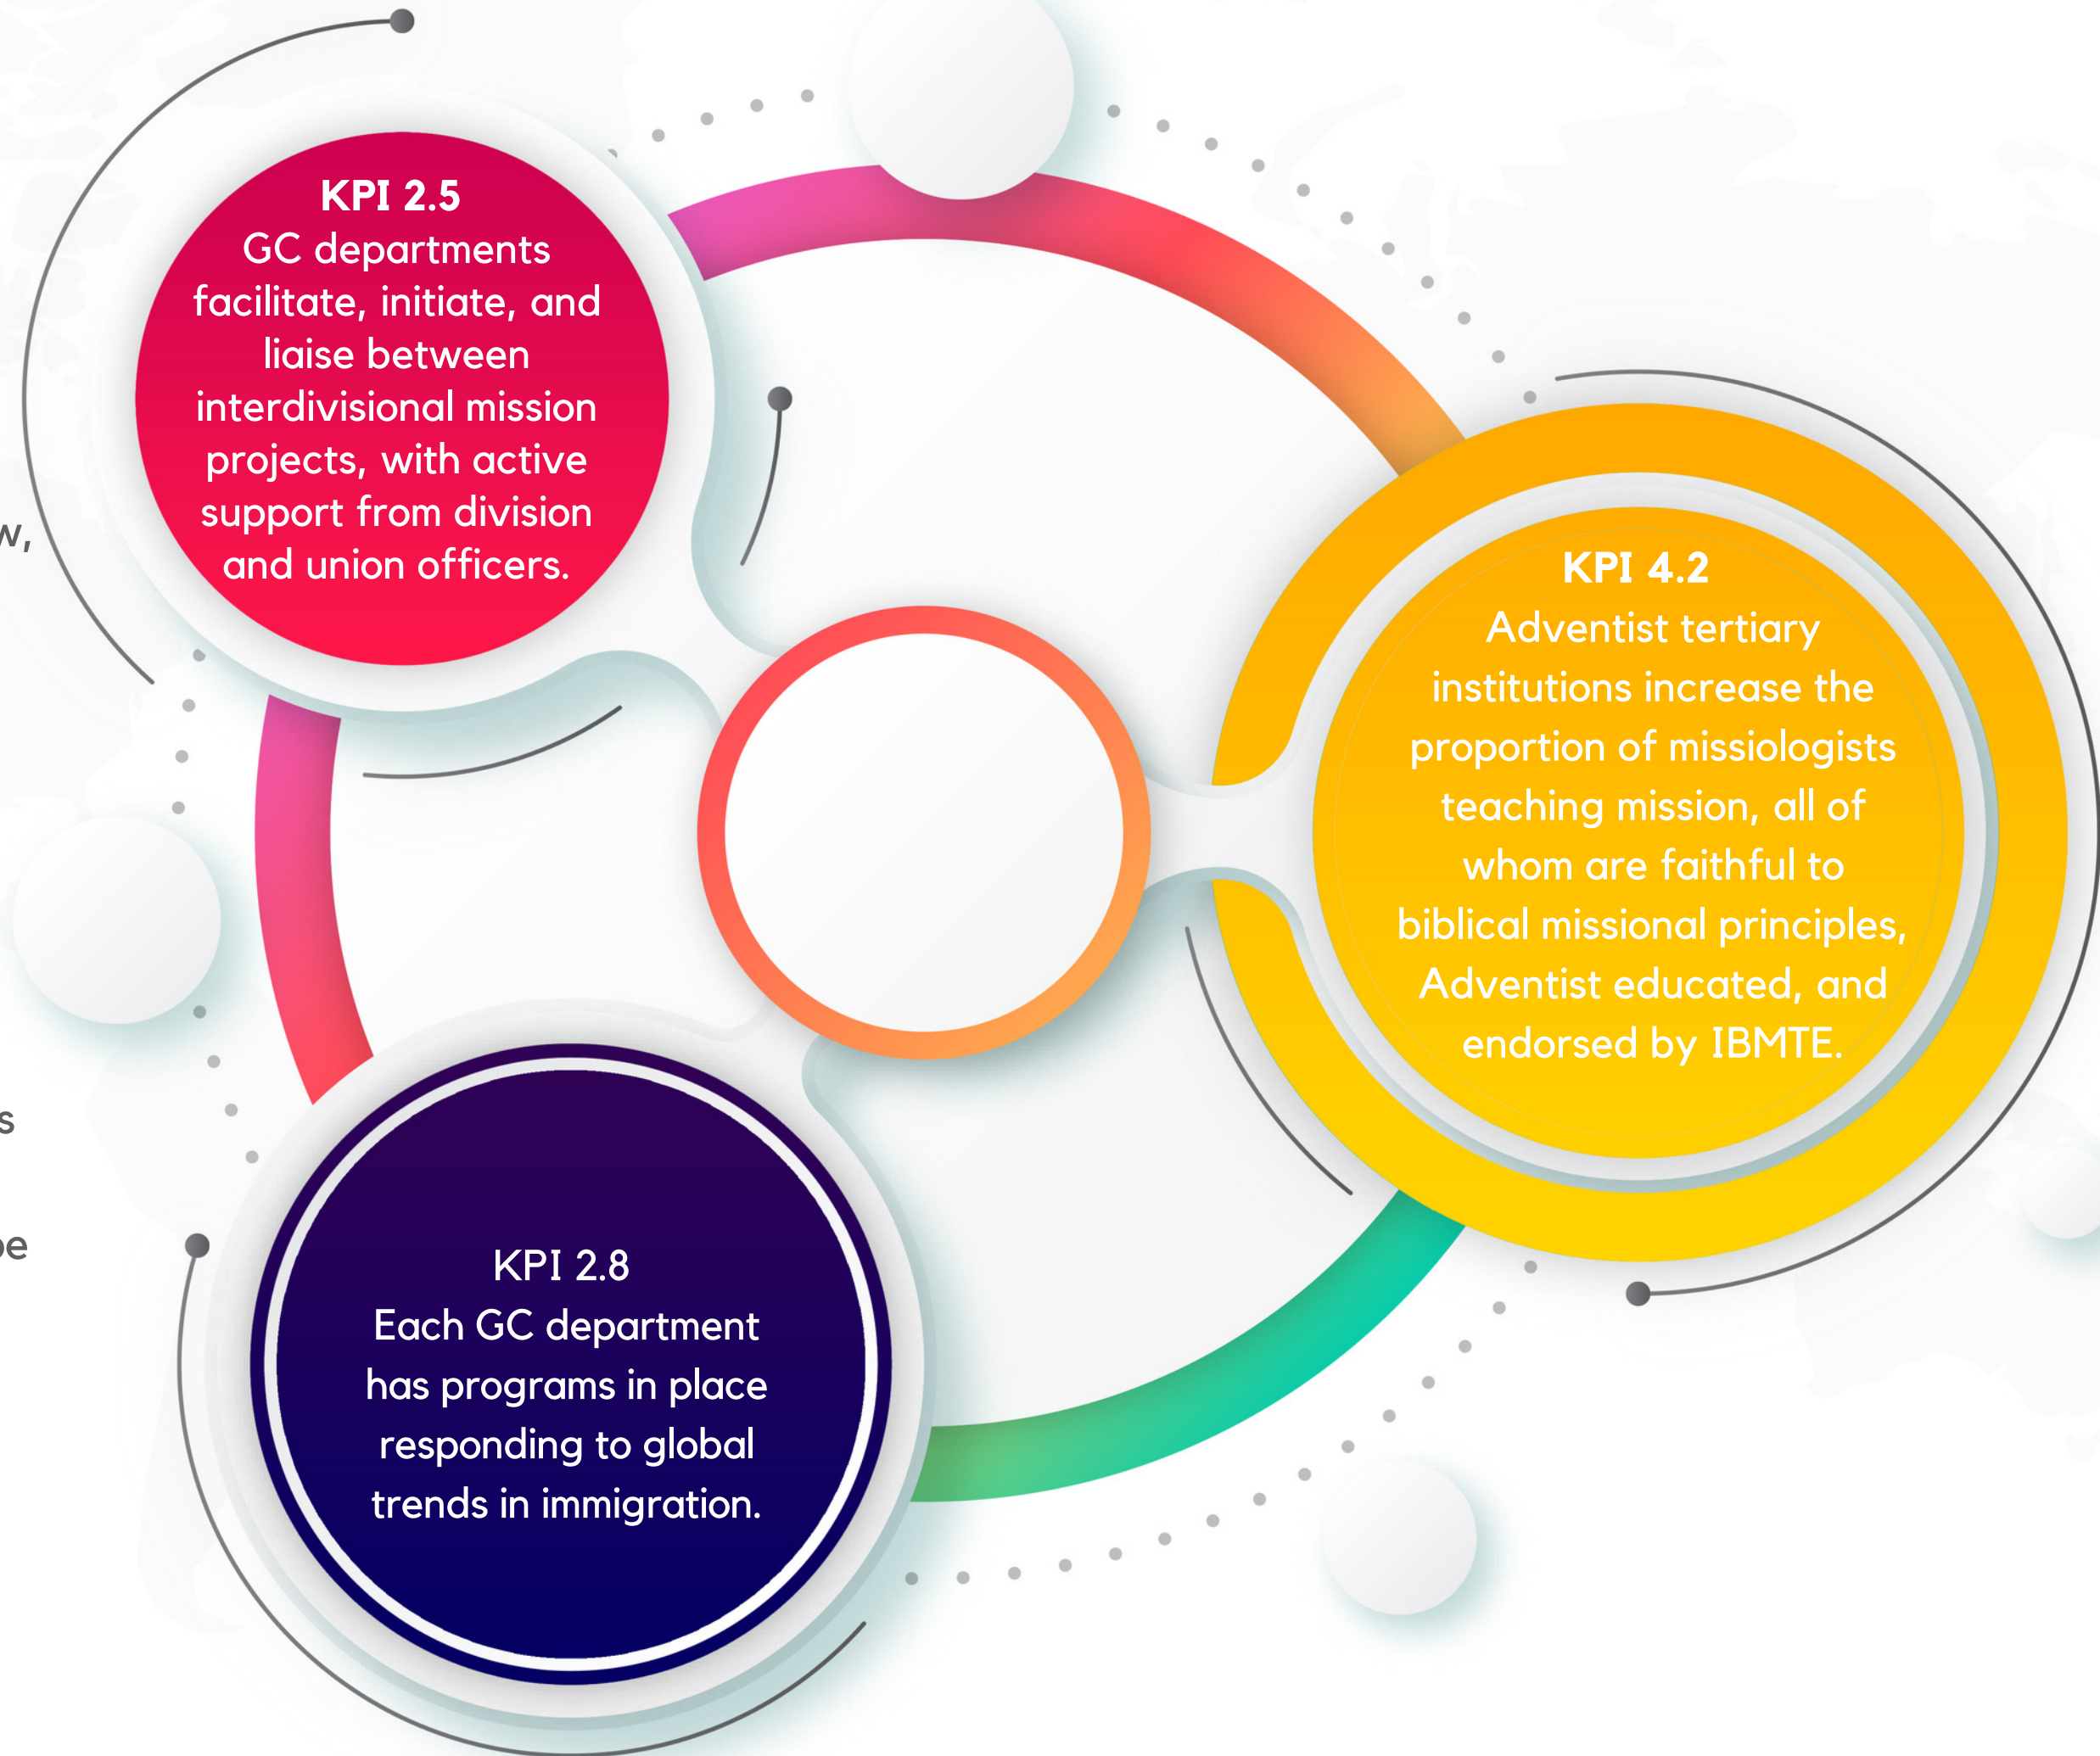 KPI 2.5
GC departments
facilitate, initiate, and
liaise between
interdivisional mission
projects, with active
support from division
and union officers.
KPI 4.2
Adventist tertiary
institutions increase the
proportion of missiologists
teaching mission, all of
whom are faithful to
biblical missional principles,
Adventist educated, and
endorsed by IBMTE.
KPI 2.8
Each GC department
has programs in place
responding to global
trends in immigration.